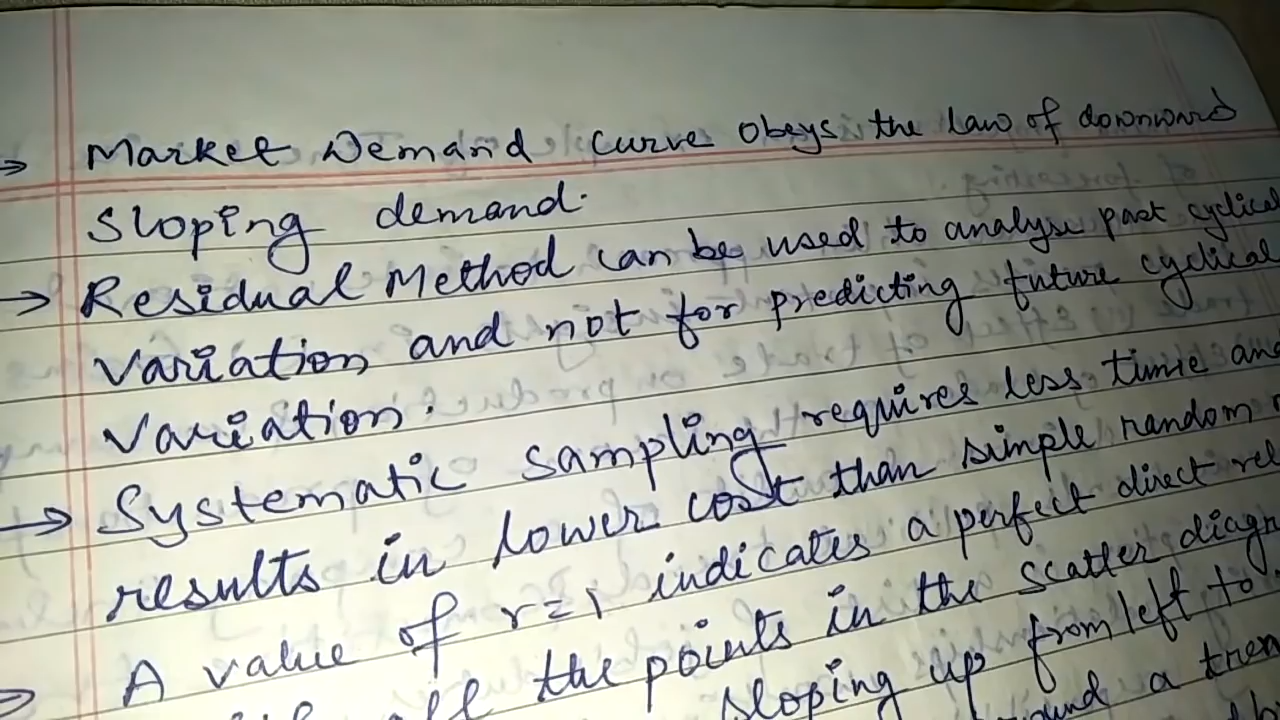 → Market Demand curve obeys the law of downward
sloping demand.
→ Residual Method can be used to analyse past cyclical
variation and not for predicting future cyclical
variation.
→ Systematic sampling requires less time and
results in lower cost than simple random
A value of r=1 indicates a perfect direct
all the points in the scatter
sloping up from left to
a